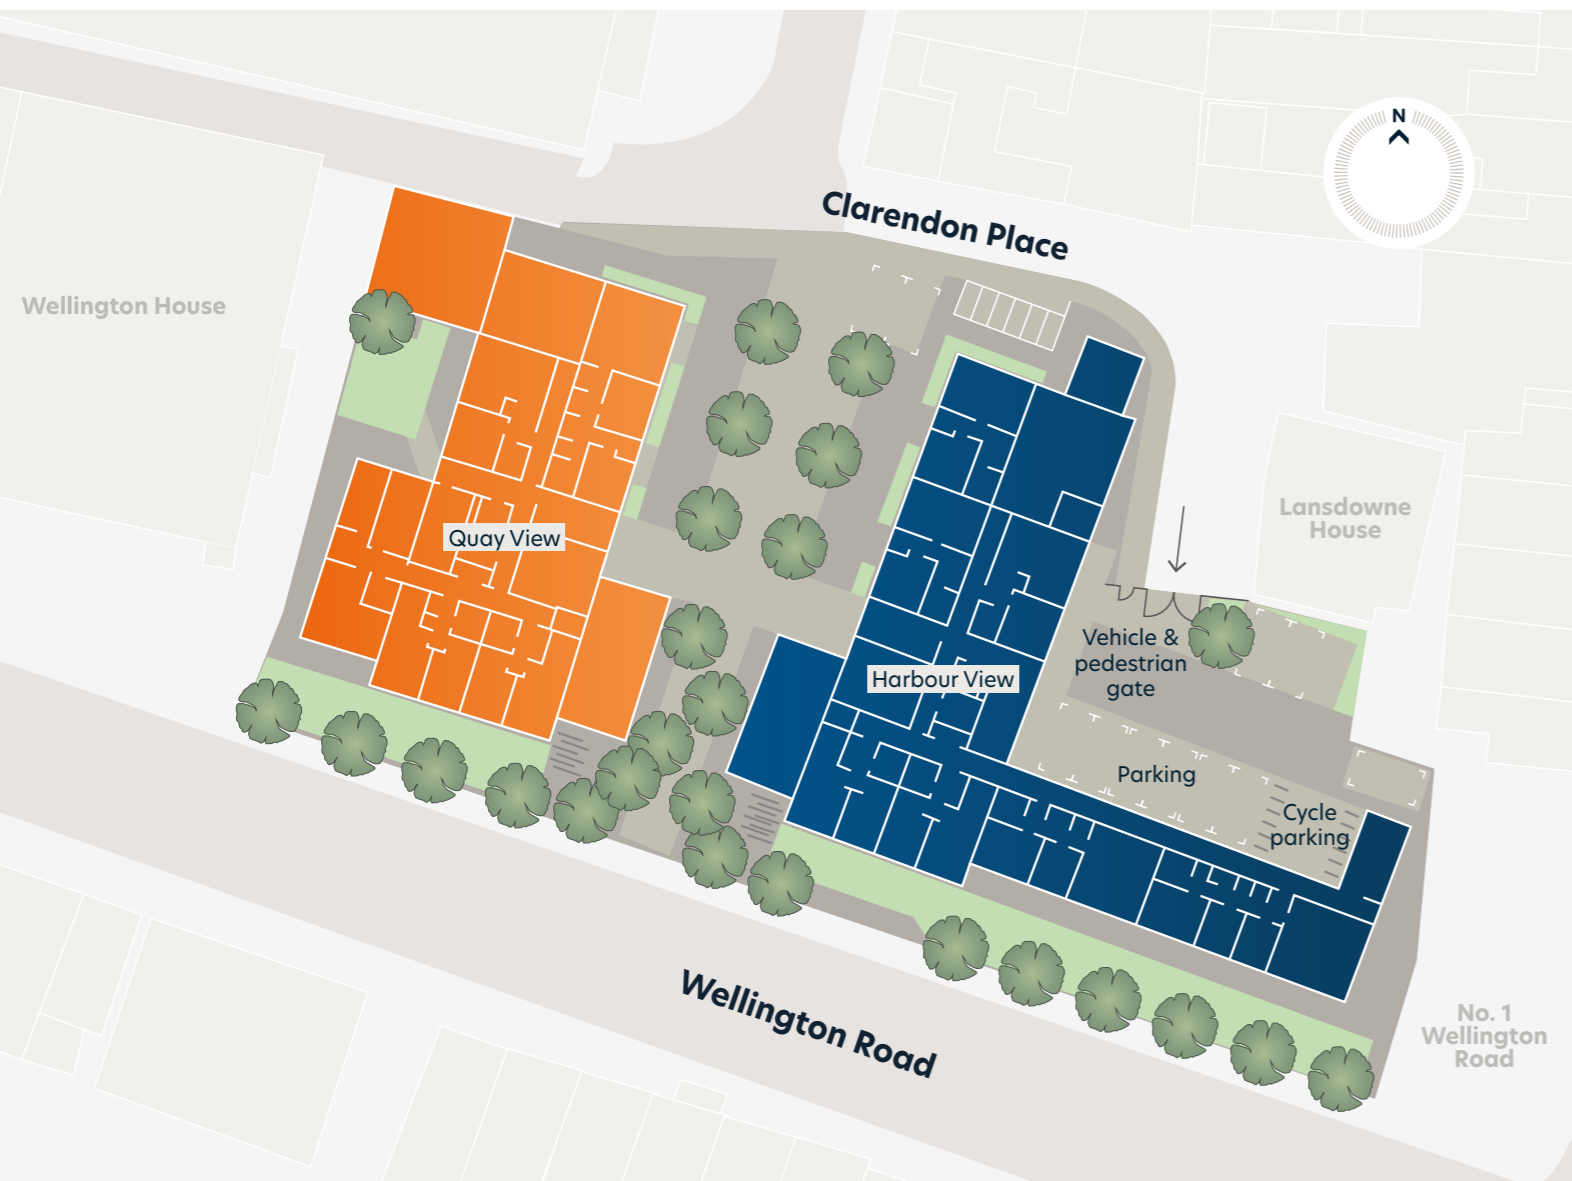 N
Clarendon Place
Wellington House
Lansdowne
House
Quay View
Vehicle &
pedestrian
gate
Harbour View
Parking
Cycle
parking
Wellington Road
No. 1
Wellington
Road